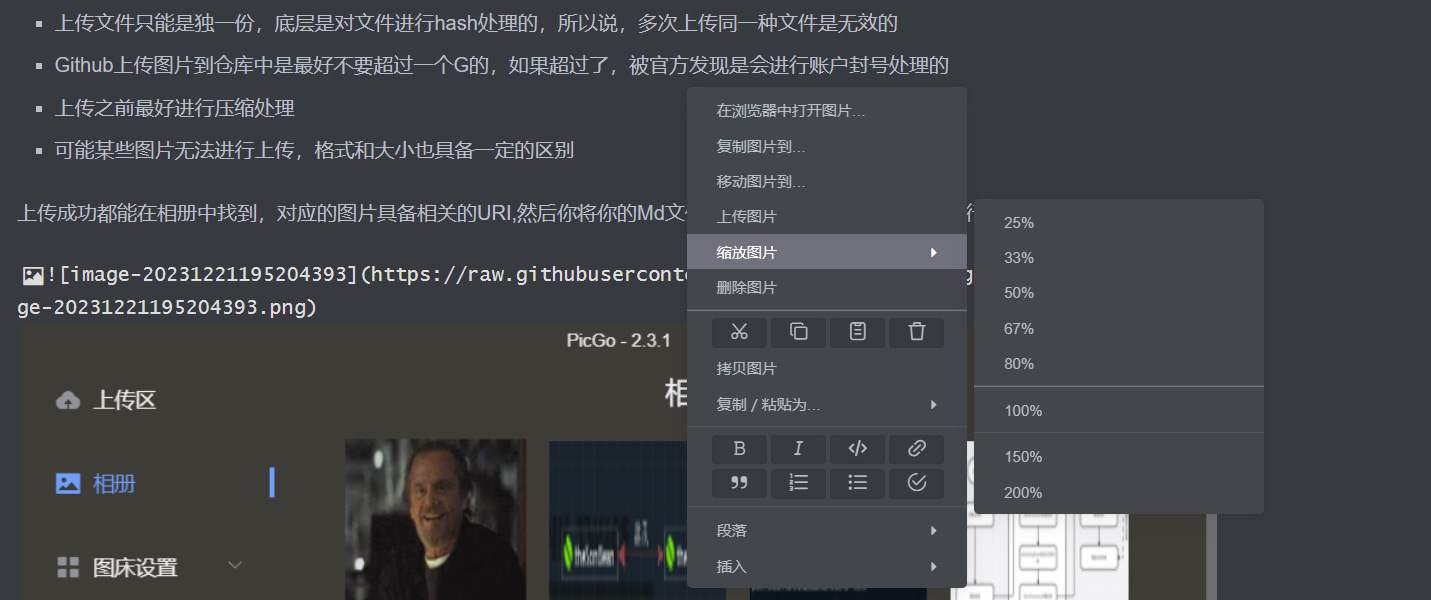 上传文件只能是独一份，底层是对文件进行hash处理的，所以说，多次上传同一种文件是无效的
Github上传图片到仓库中是最好不要超过一个G的，如果超过了，被官方发现是会进行账户封号处理的
上传之前最好进行压缩处理
可能某些图片无法进行上传，格式和大小也具备一定的区别
上传成功都能在相册中找到，对应的图片具备相关的URI,然后你将你的Md文
![image-20231221195204393](https://raw.githubuserconte
ge-20231221195204393.png)
在浏览器中打开图片...
复制图片到...
移动图片到...
上传图片
缩放图片
删除图片
拷贝图片
复制 / 粘贴为...
B I </>
段落
插入
25%
33%
50%
67%
80%
100%
150%
200%
PicGo - 2.3.1
相
上传区
相册
图床设置